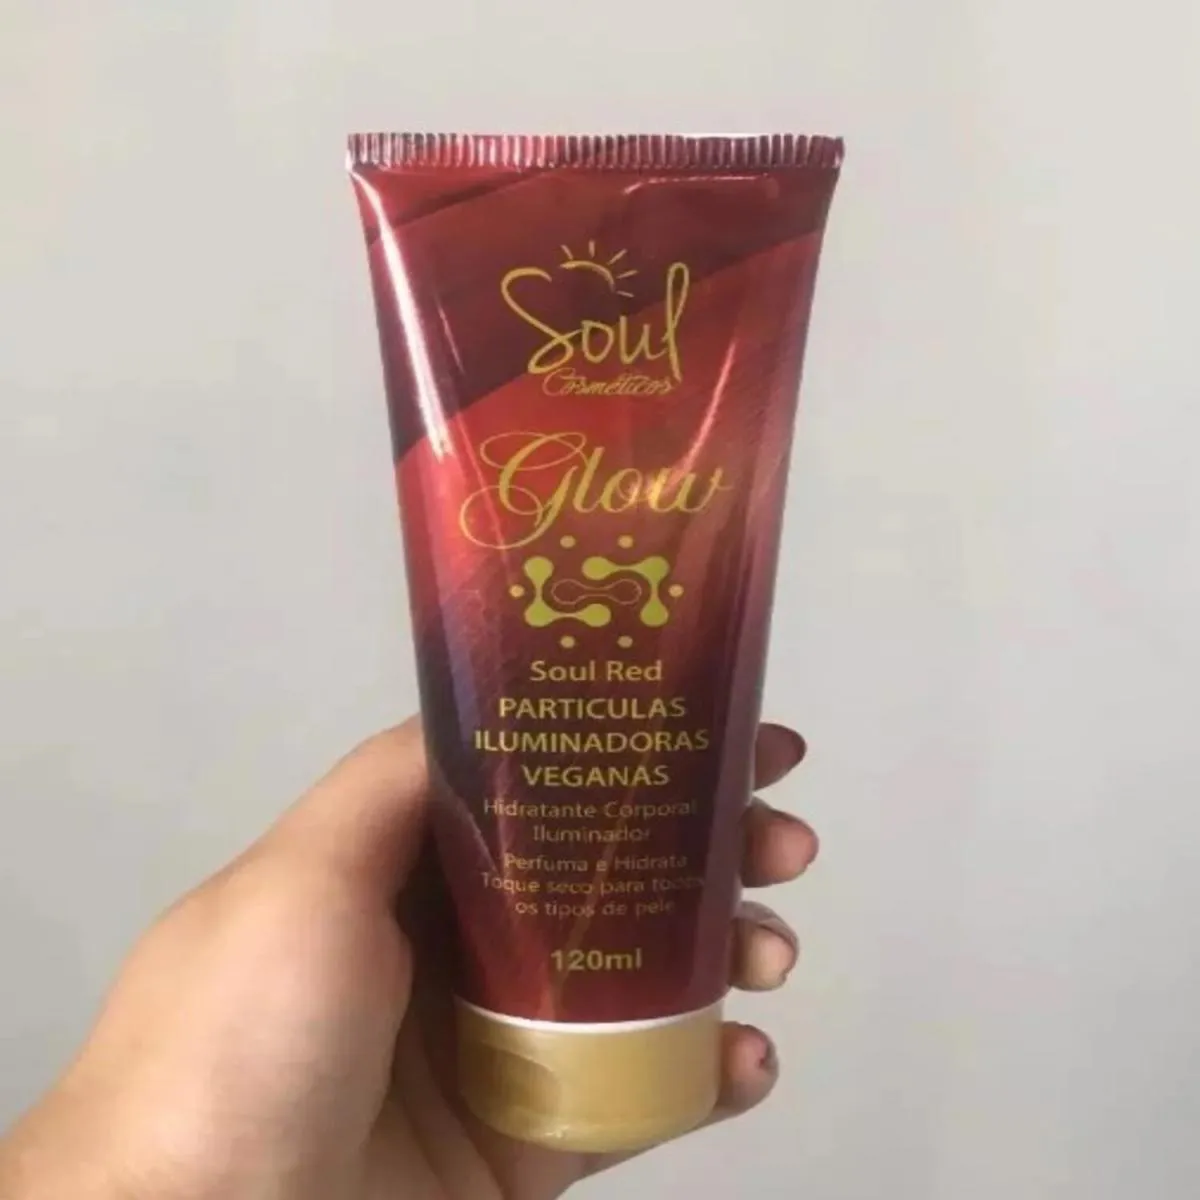 Soul
Cosméticos
Glow
Soul Red
PARTICULAS
ILUMINADORAS
VEGANAS
Hidratante Corporal
Iluminador
Perfuma e Hidrata
Toque seco para todos
os tipos de pele
120ml